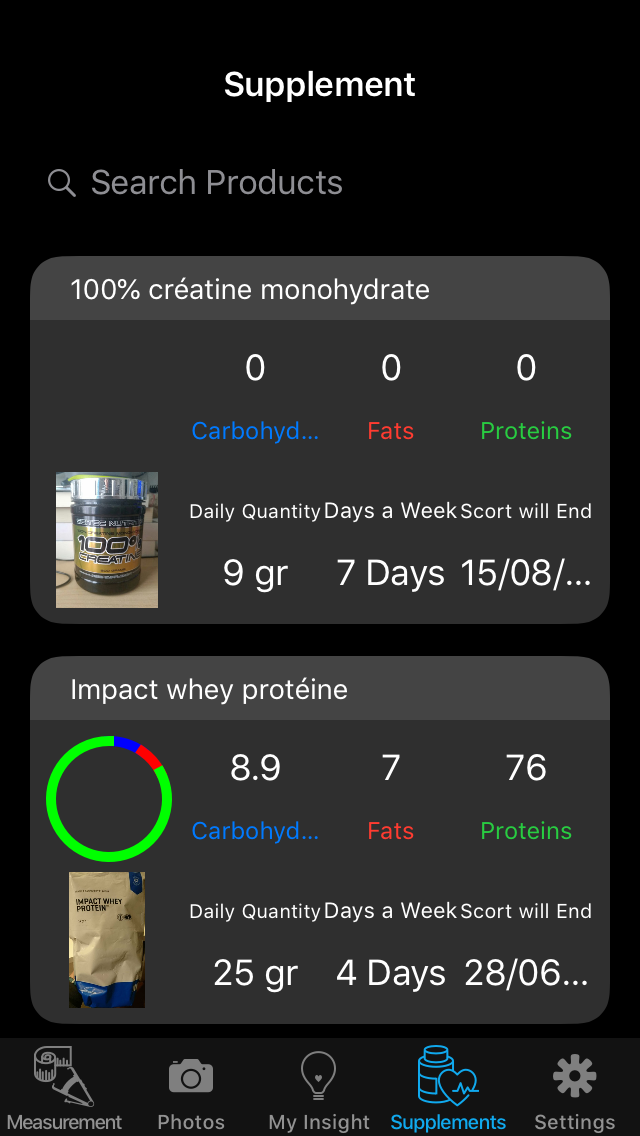 Supplement
Search Products
100% créatine monohydrate
0 0 0
Carbohyd... Fats Proteins
100%
CREATINE
Daily Quantity Days a Week Scort will End
9 gr 7 Days 15/08/...
Impact whey protéine
8.9 7 76
Carbohyd... Fats Proteins
IMPACT WHEY
PROTEIN
Daily Quantity Days a Week Scort will End
25 gr 4 Days 28/06...
Measurement Photos My Insight Supplements Settings